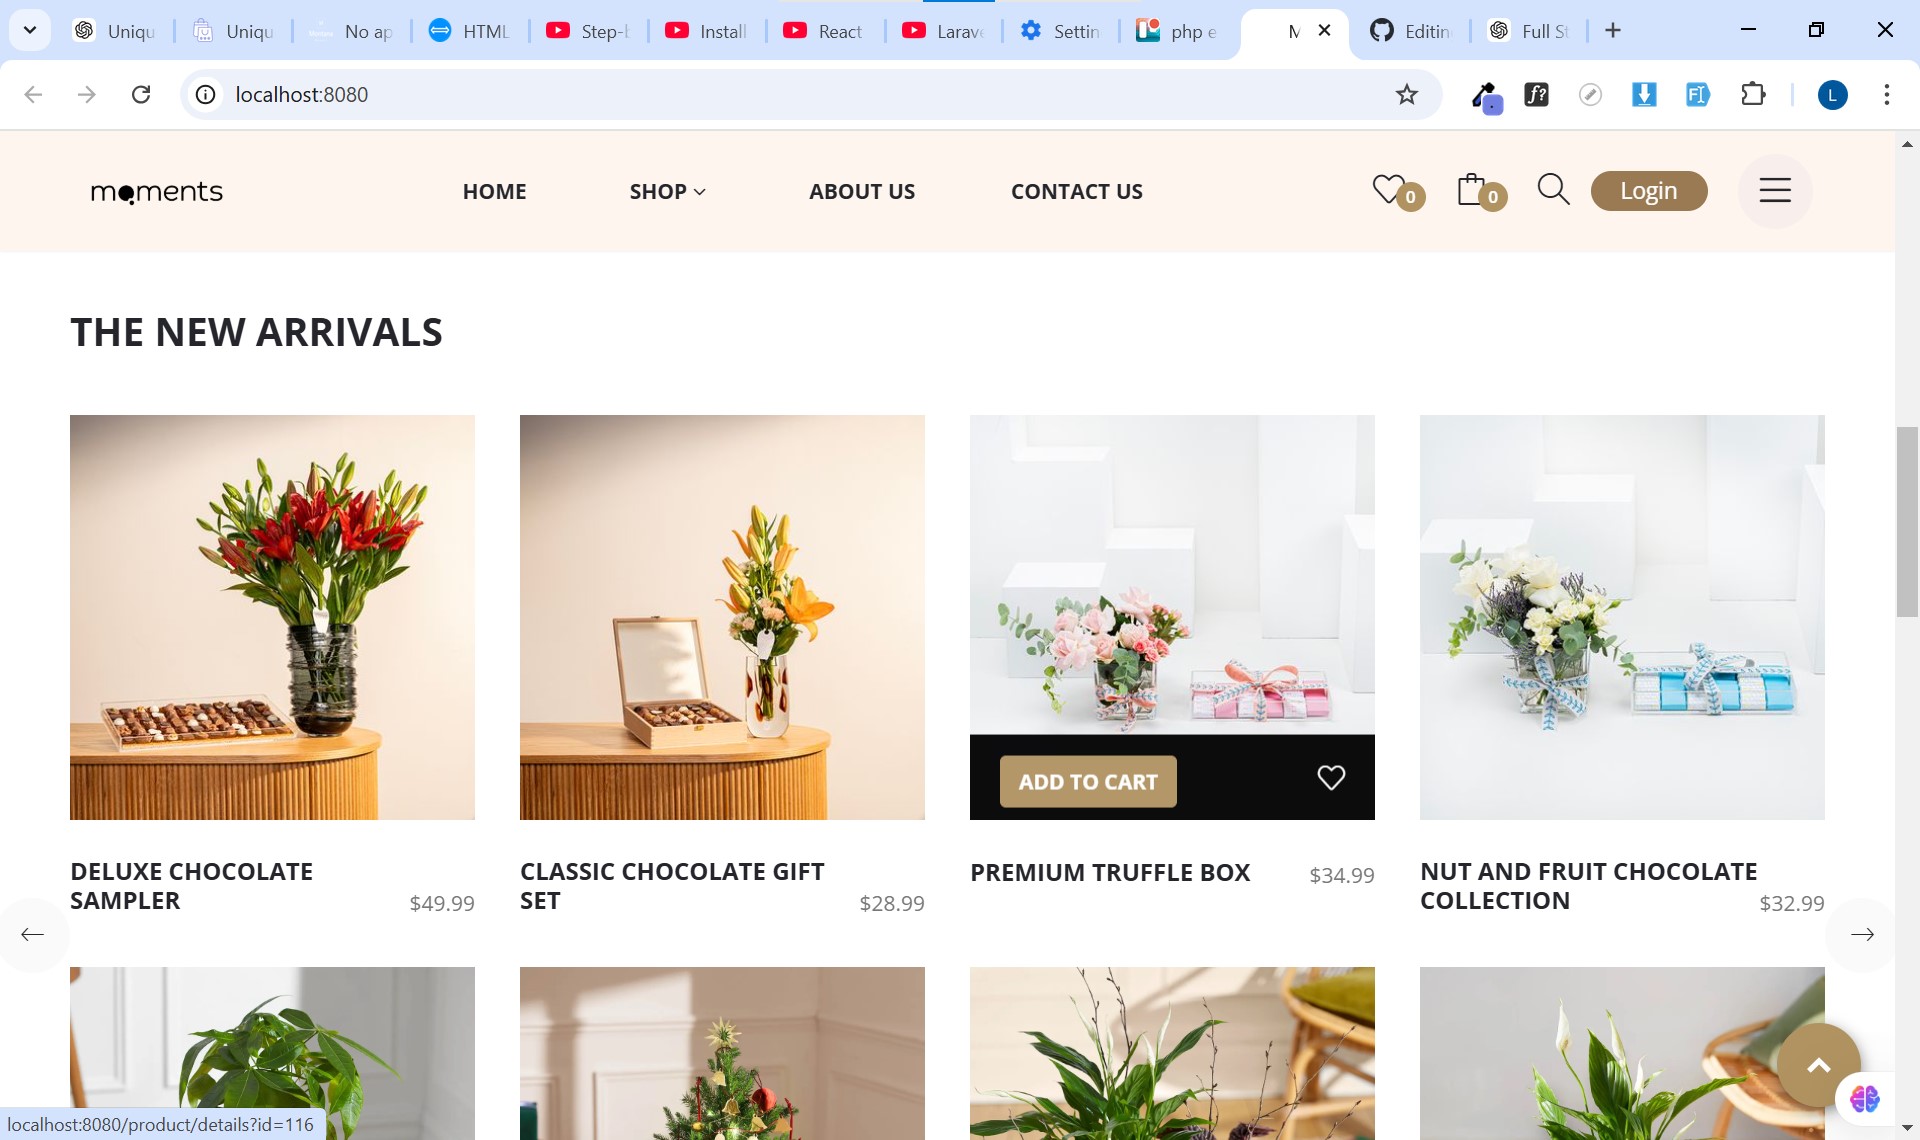 Uniqu
Uniqu
No ap
HTML
Step-b
Install
React
Larave
Settin
php e
M
Editin
Full St
localhost:8080
L
moments
HOME
SHOP
ABOUT US
CONTACT US
0
0
Login
THE NEW ARRIVALS
ADD TO CART
DELUXE CHOCOLATE
SAMPLER
$49.99
CLASSIC CHOCOLATE GIFT
SET
$28.99
PREMIUM TRUFFLE BOX
$34.99
NUT AND FRUIT CHOCOLATE
COLLECTION
$32.99
localhost:8080/product/details?id=116